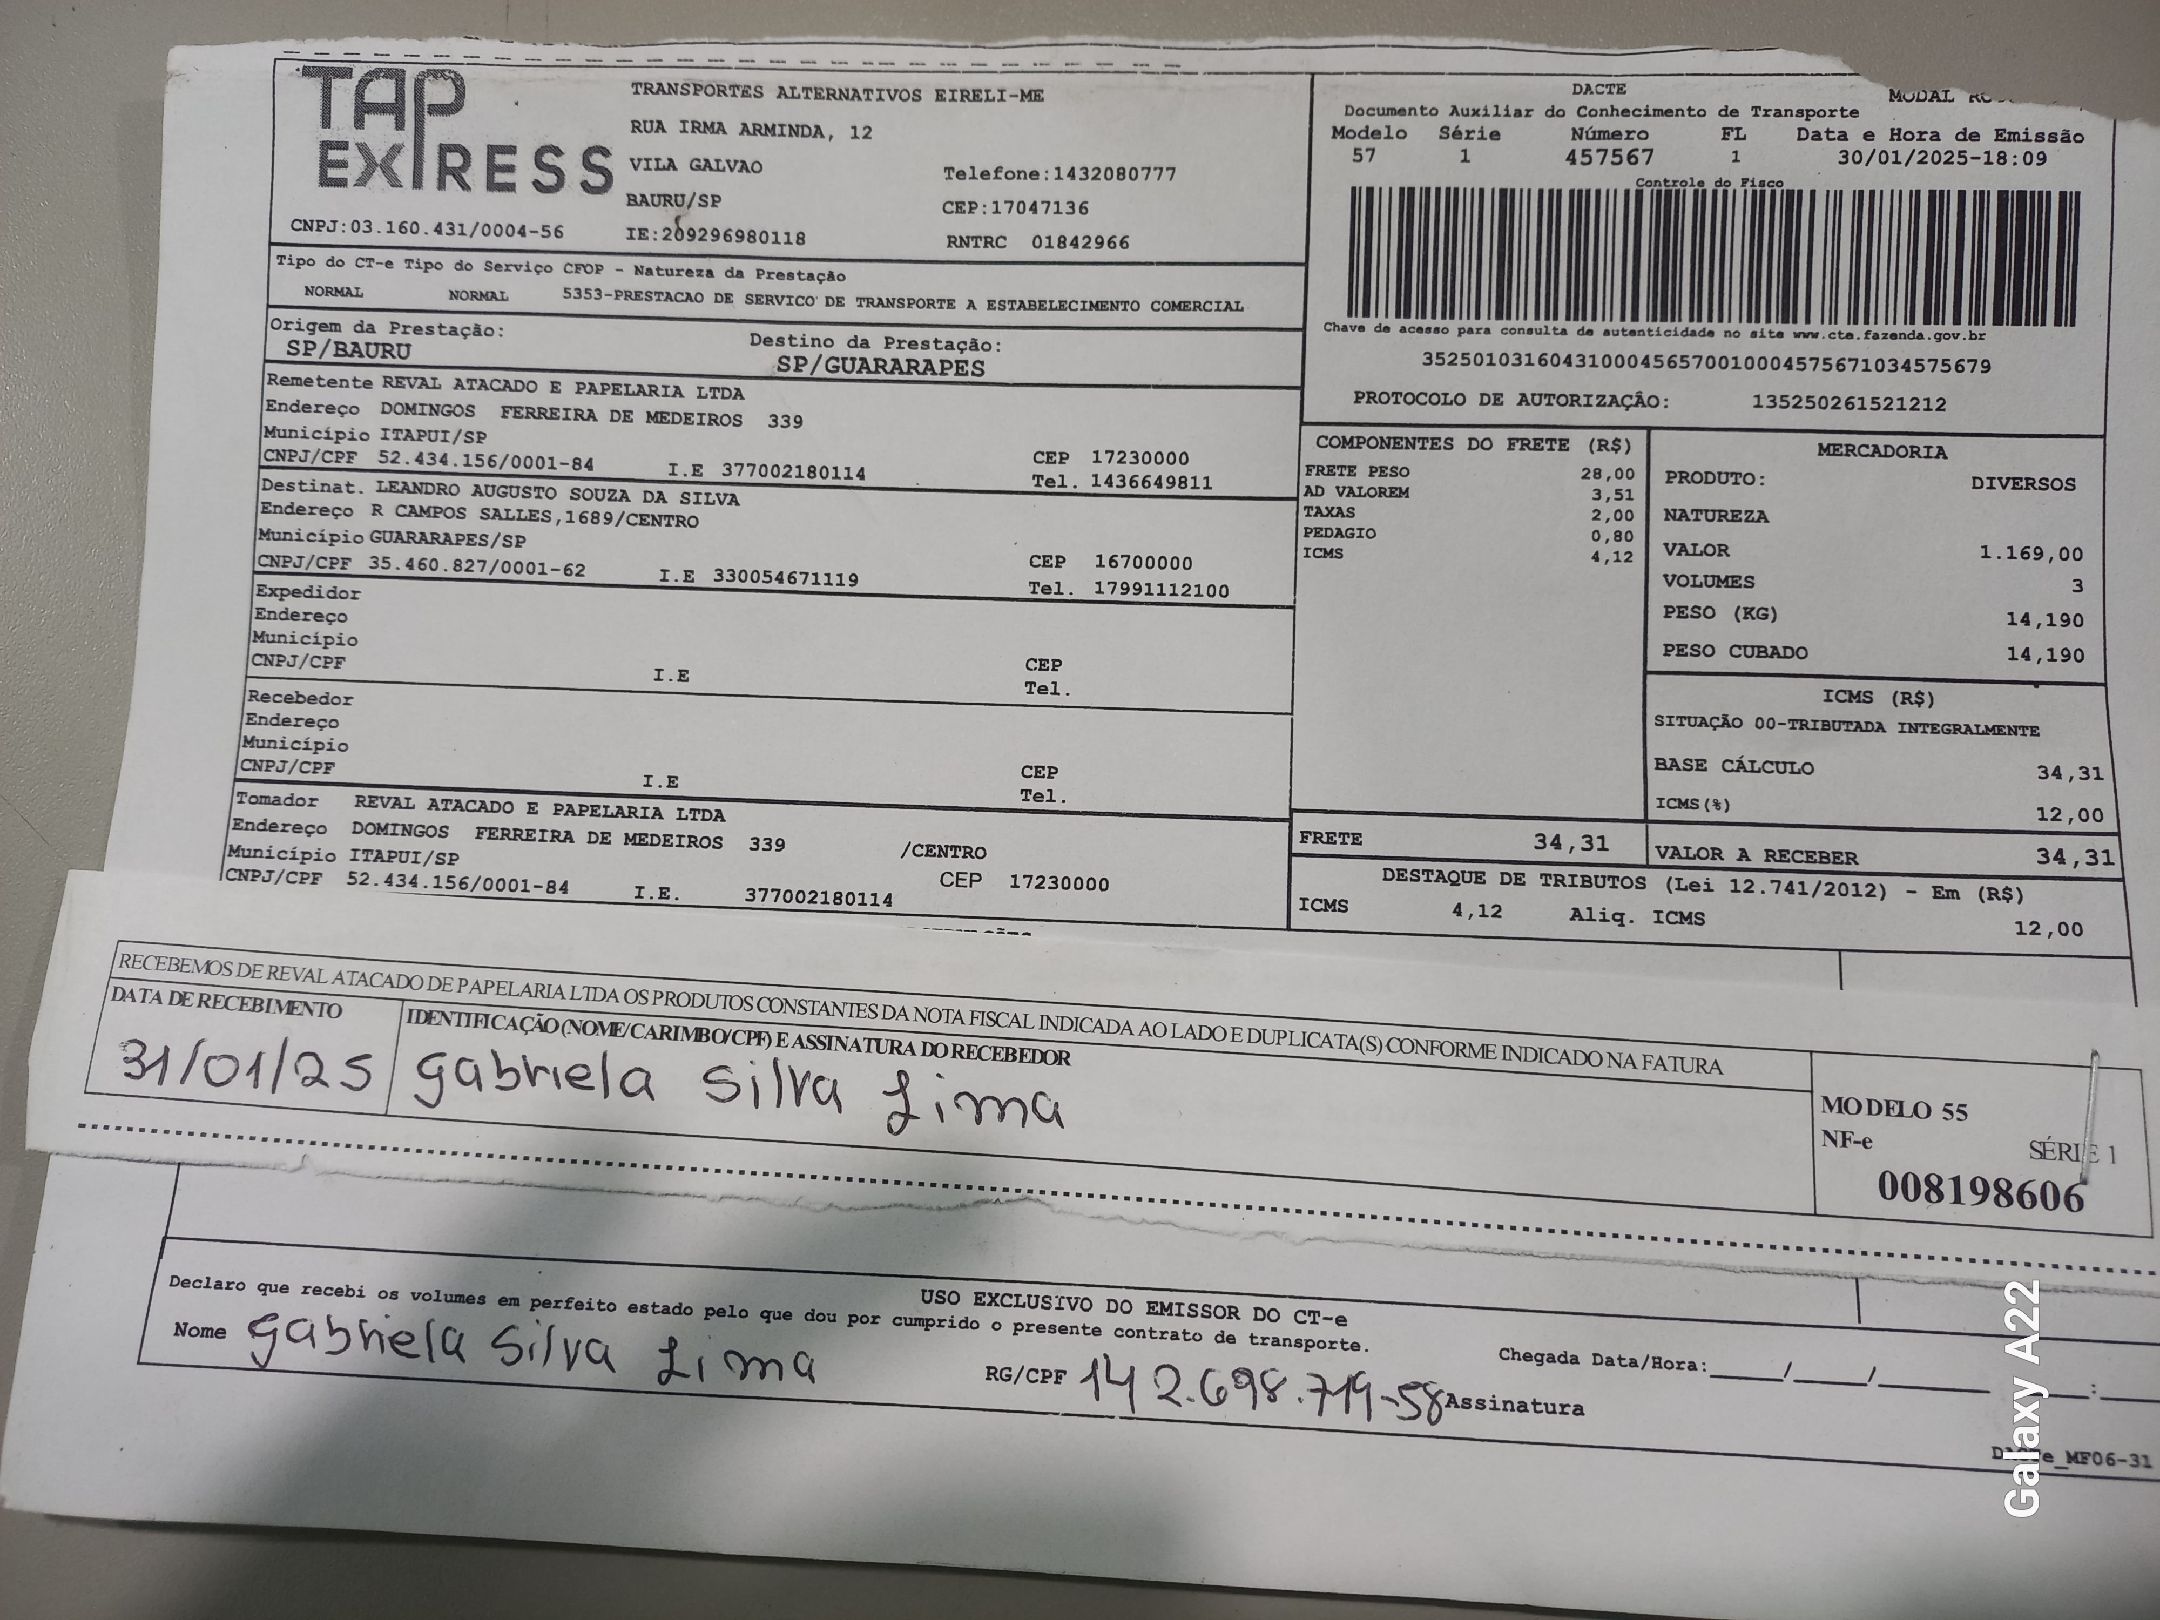 TAP EXPRESS
TRANSPORTES ALTERNATIVOS EIRELI-ME
RUA IRMA ARMINDA, 12
VILA GALVAO Telefone:1432080777
BAURU/SP CEP:17047136
CNPJ:03.160.431/0004-56 IE:209296980118 RNTRC 01842966
DACTE
MODAL
Documento Auxiliar do Conhecimento de Transporte
Modelo Série Número FL Data e Hora de Emissão
57 1 457567 1 30/01/2025-18:09
Controle do Fisco
Chave de acesso para consulta de autenticidade no site www.cte.fazenda.gov.br
35250103160431000456570010004575671034575679
PROTOCOLO DE AUTORIZAÇÂO: 135250261521212
Tipo do CT-e Tipo do Serviço CFOP - Natureza da Prestação
NORMAL NORMAL 5353-PRESTACAO DE SERVICO DE TRANSPORTE A ESTABELECIMENTO COMERCIAL
Origem da Prestação: Destino da Prestação:
SP/BAURU SP/GUARARAPES
Remetente REVAL ATACADO E PAPELARIA LTDA
Endereço DOMINGOS FERREIRA DE MEDEIROS 339
Município ITAPUI/SP CEP 17230000
CNPJ/CPF 52.434.156/0001-84 I.E 377002180114 Tel. 1436649811
Destinat. LEANDRO AUGUSTO SOUZA DA SILVA
Endereço R CAMPOS SALLES,1689/CENTRO
Município GUARARAPES/SP CEP 16700000
CNPJ/CPF 35.460.827/0001-62 I.E 330054671119 Tel. 17991112100
Expedidor
Endereço
Município CEP
CNPJ/CPF I.E Tel.
Recebedor
Endereço
Município CEP
CNPJ/CPF I.E Tel.
Tomador REVAL ATACADO E PAPELARIA LTDA
Endereço DOMINGOS FERREIRA DE MEDEIROS 339 /CENTRO
Município ITAPUI/SP CEP 17230000
CNPJ/CPF 52.434.156/0001-84 I.E. 377002180114
COMPONENTES DO FRETE (R$)
FRETE PESO 28,00
AD VALOREM 3,51
TAXAS 2,00
PEDAGIO 0,80
ICMS 4,12
MERCADORIA
PRODUTO: DIVERSOS
NATUREZA
VALOR 1.169,00
VOLUMES 3
PESO (KG) 14,190
PESO CUBADO 14,190
ICMS (R$)
SITUAÇÃO 00-TRIBUTADA INTEGRALMENTE
BASE CÁLCULO 34,31
ICMS(%) 12,00
FRETE 34,31 VALOR A RECEBER 34,31
DESTAQUE DE TRIBUTOS (Lei 12.741/2012) - Em (R$)
ICMS 4,12 Aliq. ICMS 12,00
RECEBEMOS DE REVAL ATACADO DE PAPELARIA LTDA OS PRODUTOS CONSTANTES DA NOTA FISCAL INDICADA AO LADO E DUPLICATA(S) CONFORME INDICADO NA FATURA
DATA DE RECEBIMENTO IDENTIFICAÇÃO (NOME/CARIMBO/CPF) E ASSINATURA DO RECEBEDOR
31/01/25 gabriela silva Lima
MODELO 55
NF-e SÉRIE 1
008198606
USO EXCLUSIVO DO EMISSOR DO CT-e
Declaro que recebi os volumes em perfeito estado pelo que dou por cumprido o presente contrato de transporte.
Nome gabriela silva Lima RG/CPF 142.698.719-58 Assinatura Chegada Data/Hora:____/____/______ __:__
MF06-31
Galaxy A22